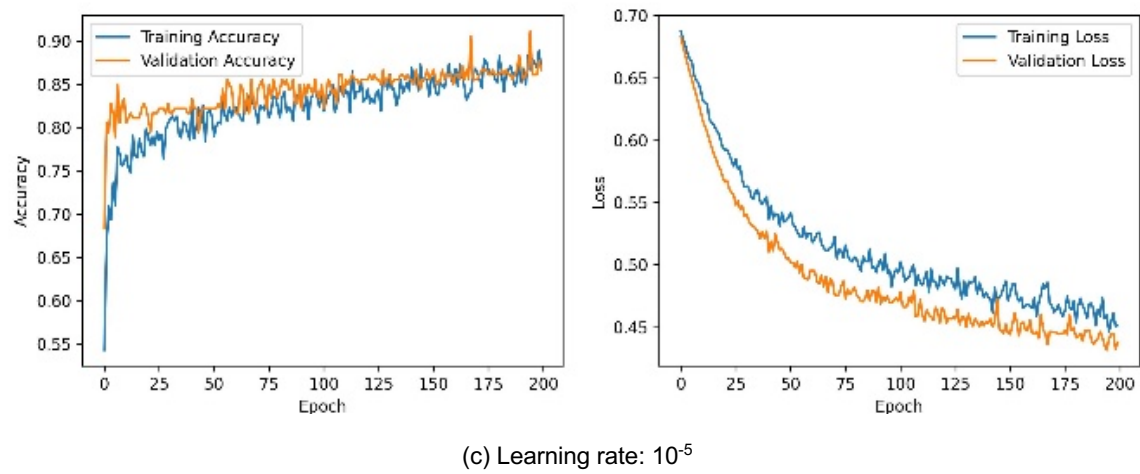 Training Accuracy
Validation Accuracy
0.90
0.85
0.80
0.75
0.70
0.65
0.60
0.55
Accuracy
0 25 50 75 100 125 150 175 200
Epoch
Training Loss
Validation Loss
0.70
0.65
0.60
0.55
0.50
0.45
Loss
0 25 50 75 100 125 150 175 200
Epoch
(c) Learning rate: 10⁻⁵